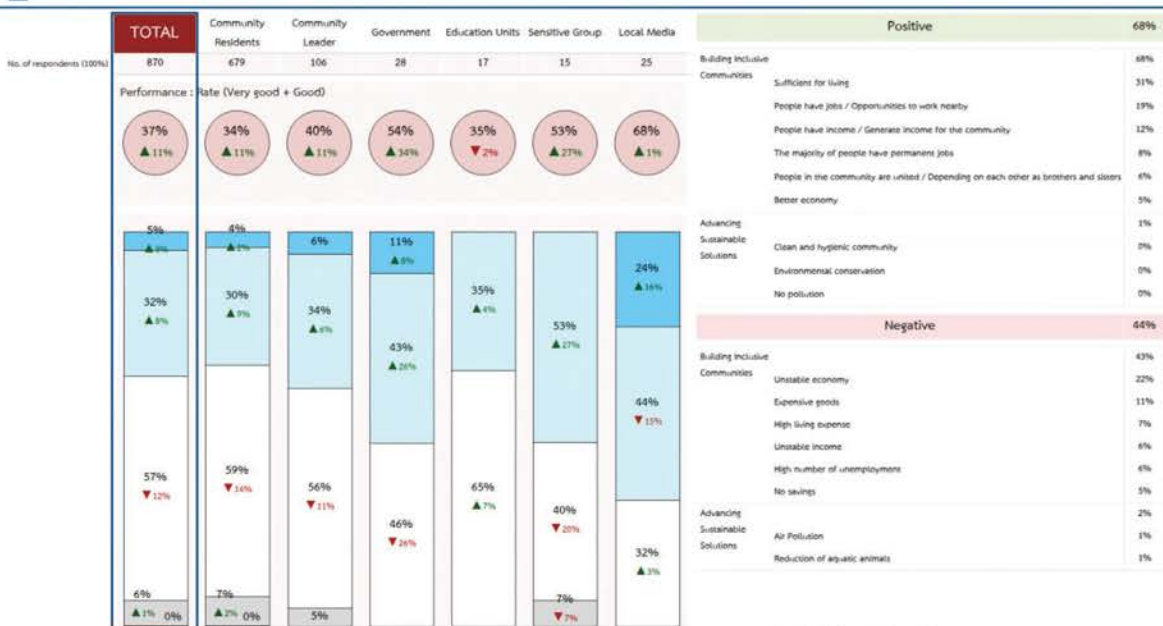 TOTAL
Community Residents
Community Leader
Government
Education Units
Sensitive Group
Local Media
No. of respondents (100%)
870
679
106
28
17
15
25
Performance : Rate (Very good + Good)
37%
▲11%
34%
▲11%
40%
▲11%
54%
▲34%
35%
▼2%
53%
▲27%
68%
▲1%
5%
4%
▲2%
6%
11%
▲8%
24%
▲16%
32%
▲8%
30%
▲9%
34%
▲6%
43%
▲26%
35%
▲4%
53%
▲27%
44%
▼15%
57%
▼12%
59%
▼16%
56%
▼11%
46%
▼26%
65%
▲7%
40%
▼20%
32%
▲3%
6%
▲1% 0%
7%
▲2% 0%
5%
7%
▼7%
Positive 68%
Building Inclusive Communities 68%
Sufficient for living 31%
People have jobs / Opportunities to work nearby 19%
People have income / Generate income for the community 12%
The majority of people have permanent jobs 8%
People in the community are united / Depending on each other as brothers and sisters 6%
Better economy 5%
Advancing Sustainable Solutions 1%
Clean and hygienic community 0%
Environmental conservation 0%
No pollution 0%
Negative 44%
Building Inclusive Communities 43%
Unstable economy 22%
Expensive goods 11%
High living expense 7%
Unstable income 6%
High number of unemployment 6%
No savings 5%
Advancing Sustainable Solutions 2%
Air Pollution 1%
Reduction of aquatic animals 1%